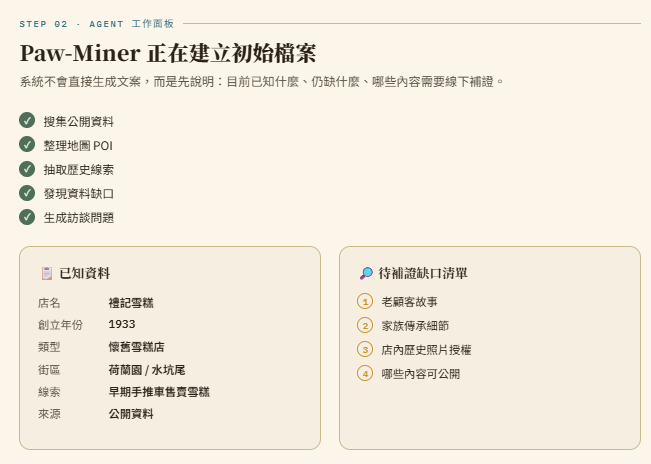 STEP 02 · AGENT 工作面板
Paw-Miner 正在建立初始檔案
系統不會直接生成文案，而是先說明：目前已知什麼、仍缺什麼、哪些內容需要線下補證。
搜集公開資料
整理地圖 POI
抽取歷史線索
發現資料缺口
生成訪談問題
已知資料
店名 禮記雪糕
創立年份 1933
類型 懷舊雪糕店
街區 荷蘭園 / 水坑尾
線索 早期手推車售賣雪糕
來源 公開資料
待補證缺口清單
1 老顧客故事
2 家族傳承細節
3 店內歷史照片授權
4 哪些內容可公開